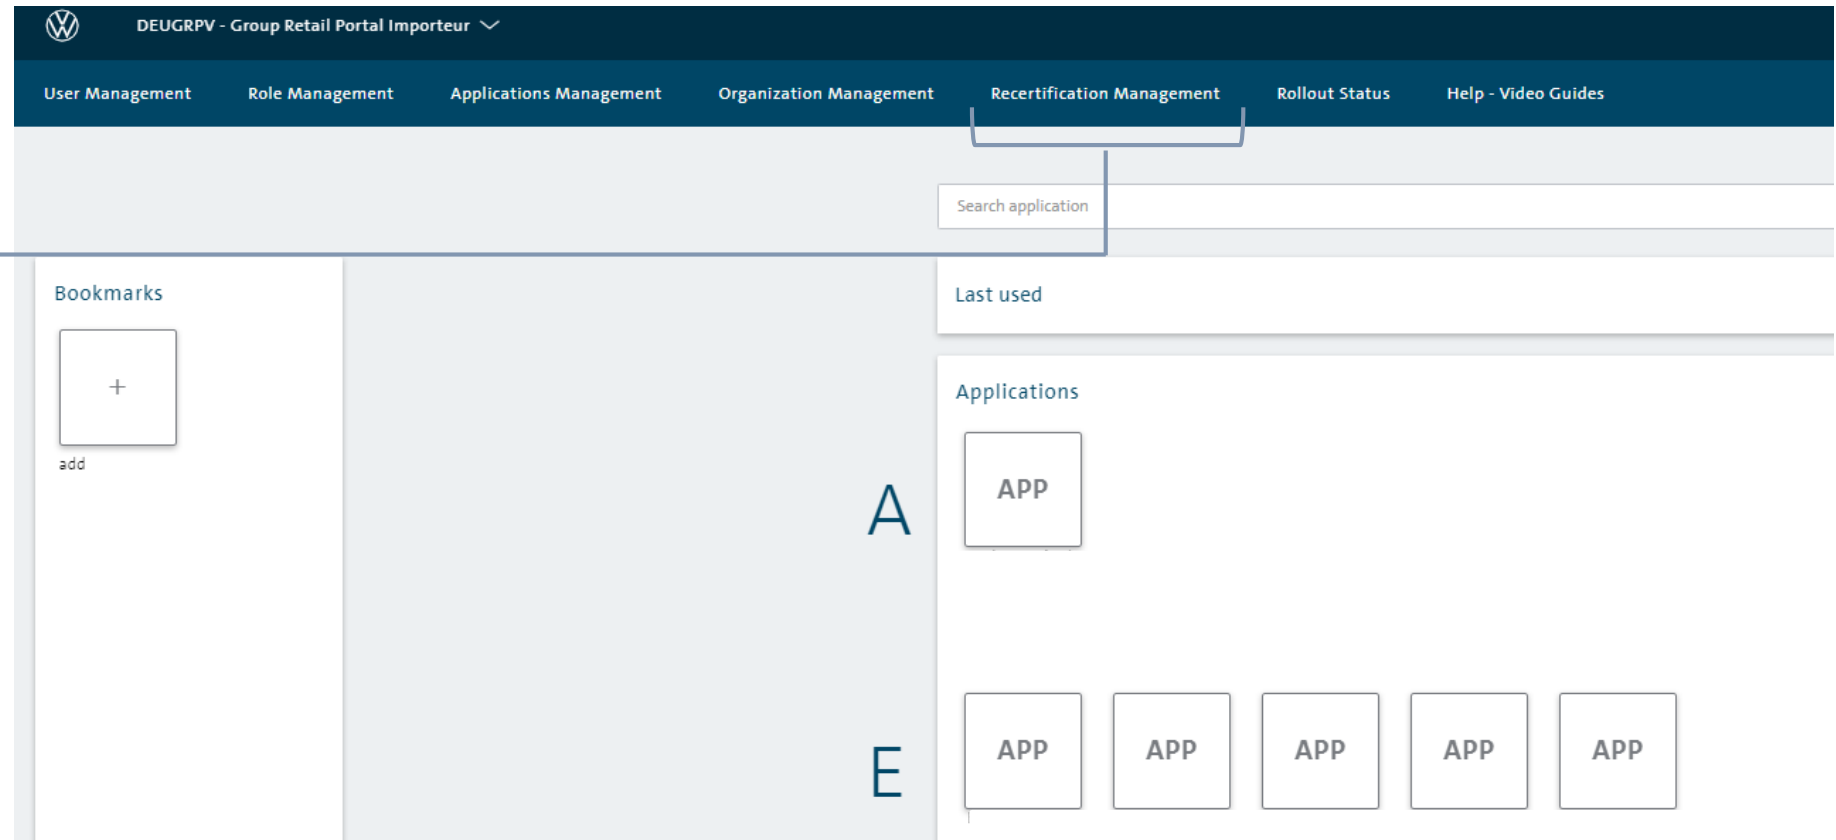 DEUGRPV - Group Retail Portal Importeur
User Management Role Management Applications Management Organization Management Recertification Management Rollout Status Help - Video Guides
Search application
Bookmarks
Last used
+
add
Applications
A
APP
E
APP APP APP APP APP